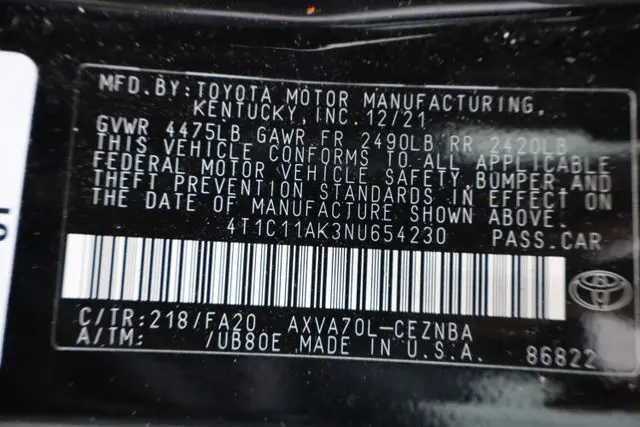 MFD.BY:TOYOTA MOTOR MANUFACTURING,
KENTUCKY,INC.12/21
GVWR 4475LB GAWR FR 2490LB RR 2420LB
THIS VEHICLE CONFORMS TO ALL APPLICABLE
FEDERAL MOTOR VEHICLE SAFETY,BUMPER,AND
THEFT PREVENTION STANDARDS IN EFFECT ON
THE DATE OF MANUFACTURE SHOWN ABOVE.
4T1C11AK3NU654230 PASS.CAR
C/TR:218/FA20 AXVA70L-CEZNBA
A/TM: /UB80E MADE IN U.S.A. 86822